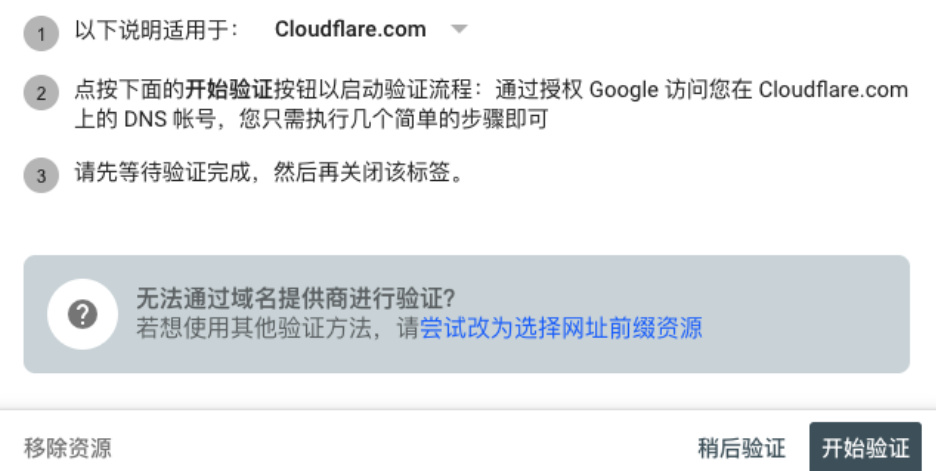 1 以下说明适用于： Cloudflare.com
2 点按下面的开始验证按钮以启动验证流程：通过授权 Google 访问您在 Cloudflare.com
上的 DNS 帐号，您只需执行几个简单的步骤即可
3 请先等待验证完成，然后再关闭该标签。
?
无法通过域名提供商进行验证?
若想使用其他验证方法，请尝试改为选择网址前缀资源
移除资源 稍后验证 开始验证